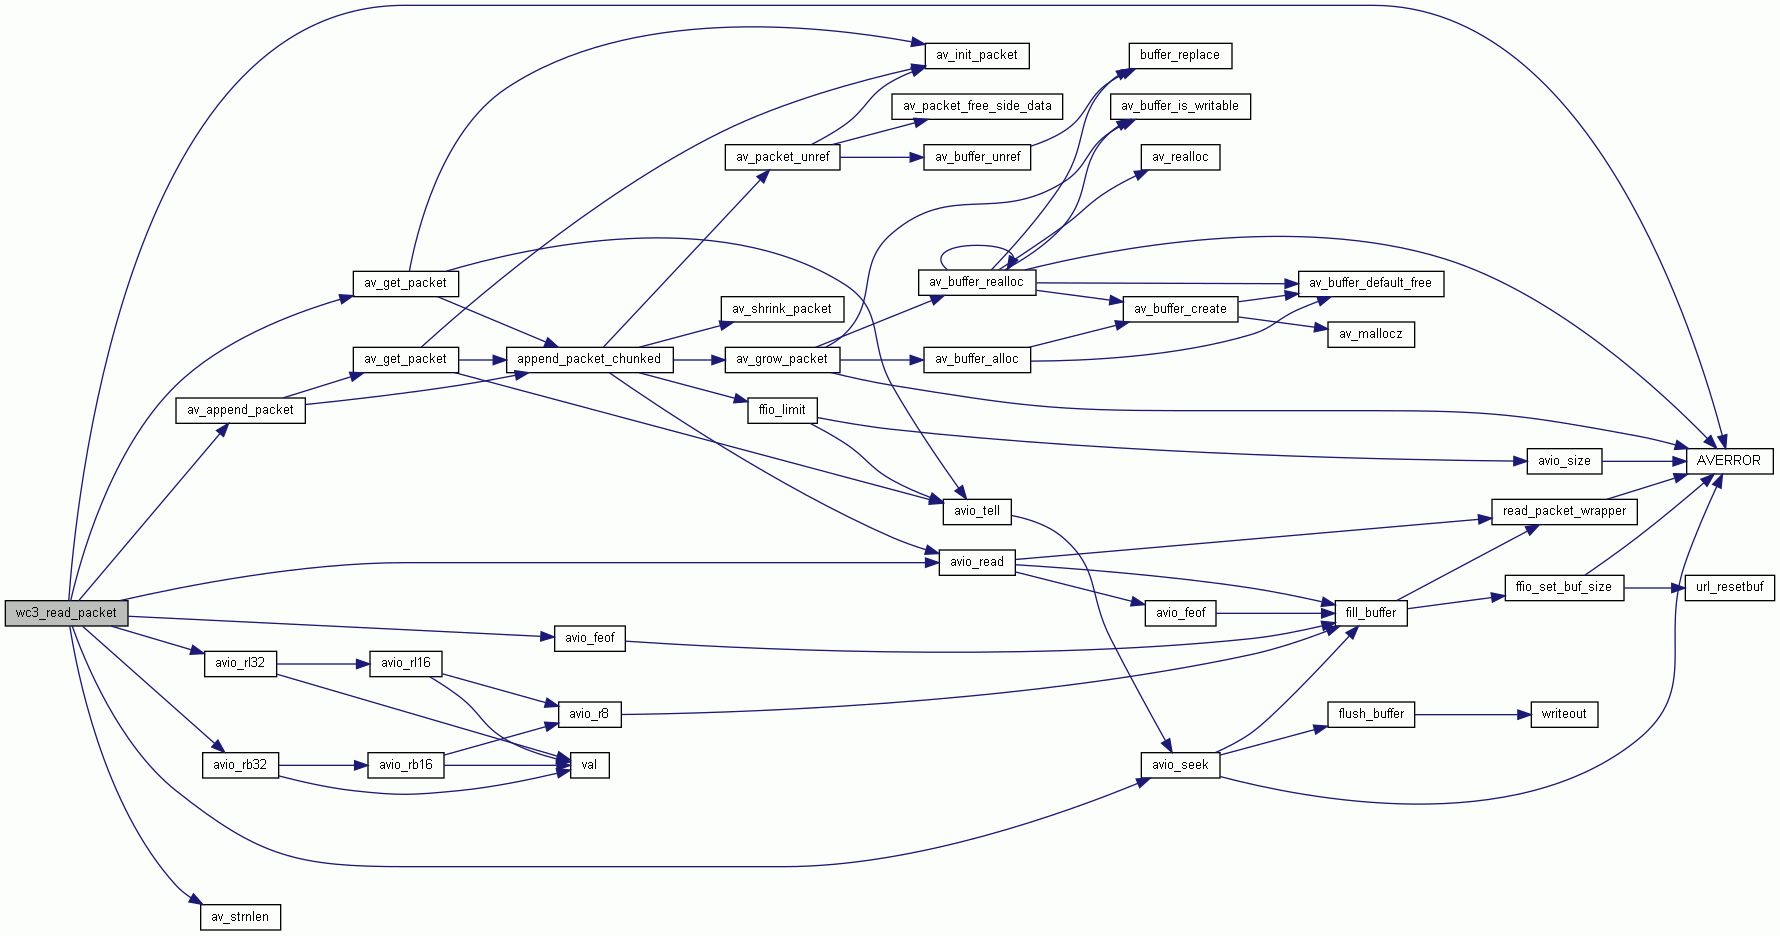 av_init_packet
buffer_replace
av_packet_free_side_data
av_buffer_is_writable
av_packet_unref
av_buffer_unref
av_realloc
av_get_packet
av_buffer_realloc
av_buffer_default_free
av_shrink_packet
av_buffer_create
av_mallocz
av_get_packet
append_packet_chunked
av_grow_packet
av_buffer_alloc
av_append_packet
ffio_limit
avio_size
AVERROR
avio_tell
read_packet_wrapper
avio_read
ffio_set_buf_size
url_resetbuf
wc3_read_packet
avio_feof
fill_buffer
avio_feof
avio_rl32
avio_rl16
avio_r8
flush_buffer
writeout
avio_rb32
avio_rb16
val
avio_seek
av_strnlen